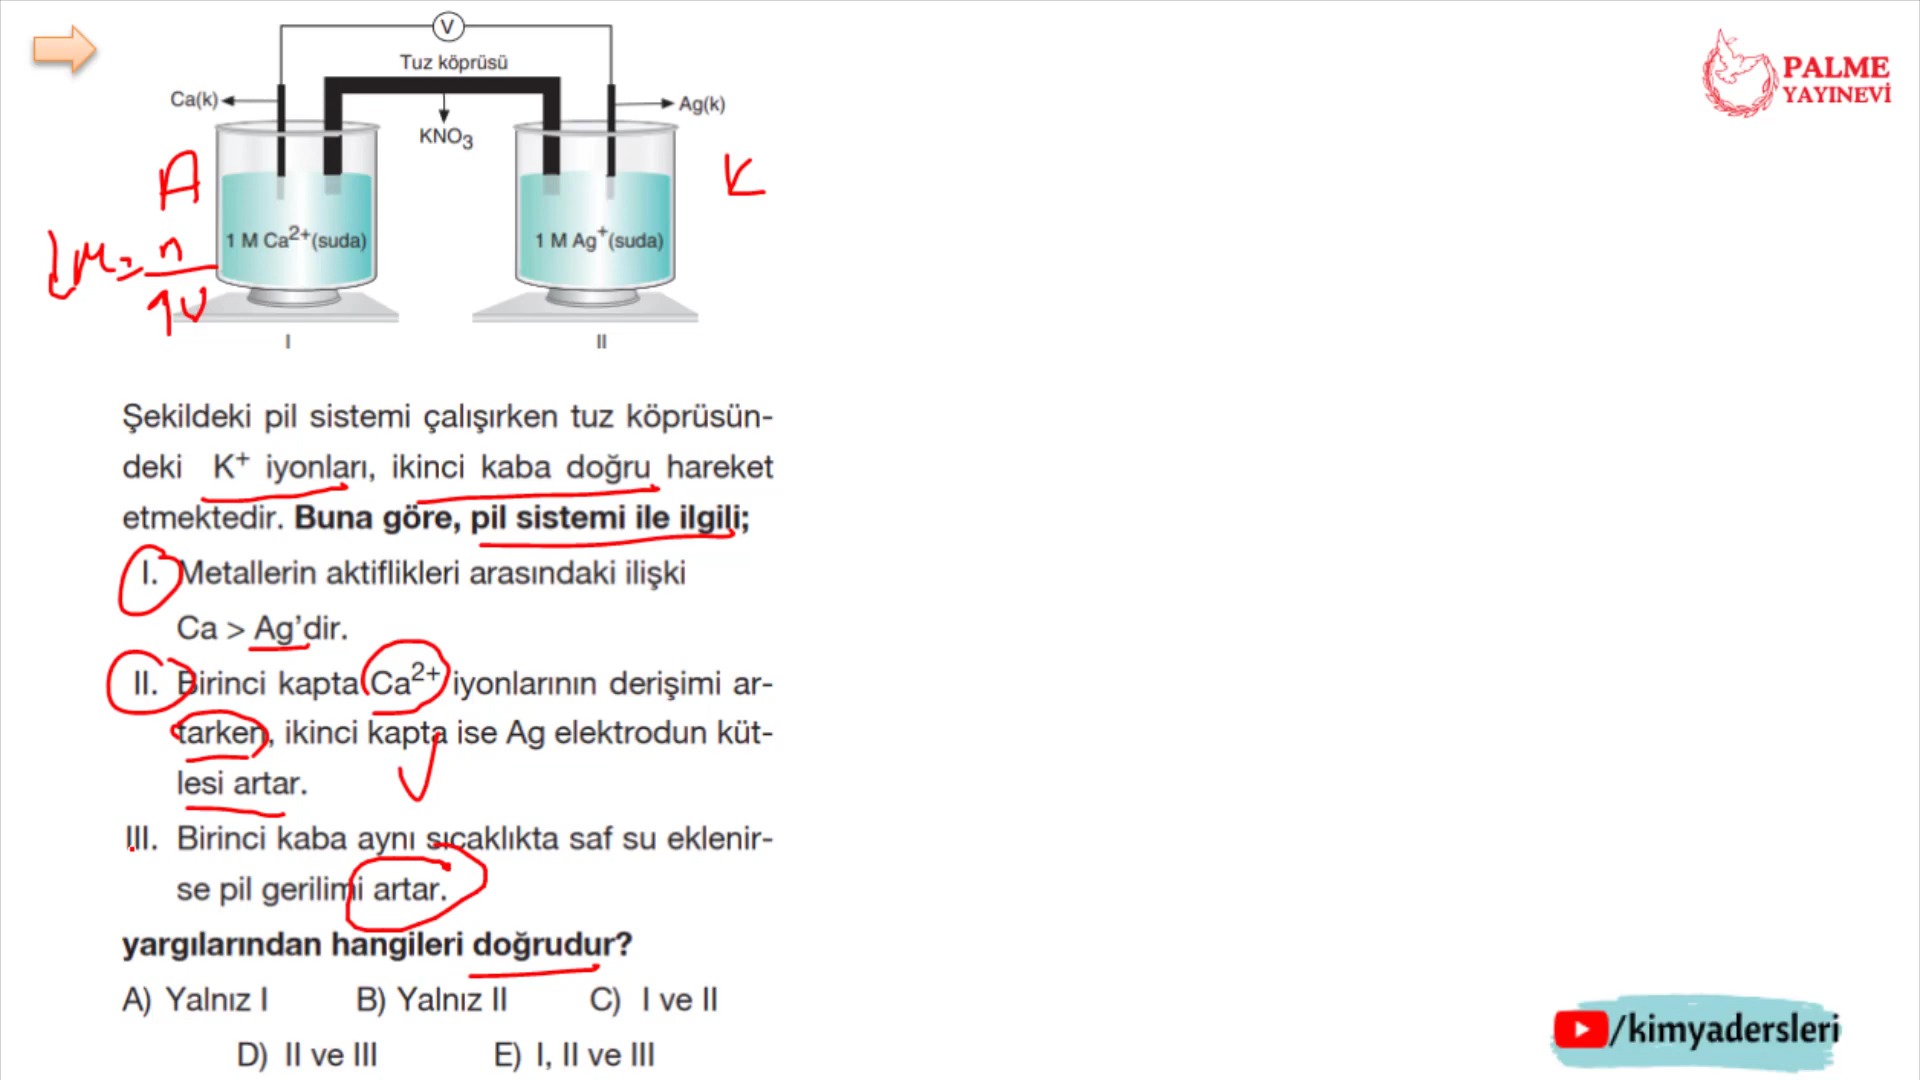 V
Tuz köprüsü
Ca(k)
Ag(k)
KNO3
PALME
YAYINEVİ
A
K
1 M Ca2+(suda)
1 M Ag+(suda)
↓M = n
↑V
I
II
Şekildeki pil sistemi çalışırken tuz köprüsün-
deki K+ iyonları, ikinci kaba doğru hareket
etmektedir. Buna göre, pil sistemi ile ilgili;
I. Metallerin aktiflikleri arasındaki ilişki
Ca > Ag’dir.
II. Birinci kapta Ca2+ iyonlarının derişimi ar-
tarken, ikinci kapta ise Ag elektrodun küt-
lesi artar.
III. Birinci kaba aynı sıcaklıkta saf su eklenir-
se pil gerilimi artar.
yargılarından hangileri doğrudur?
A) Yalnız I B) Yalnız II C) I ve II
D) II ve III E) I, II ve III
/kimyadersleri